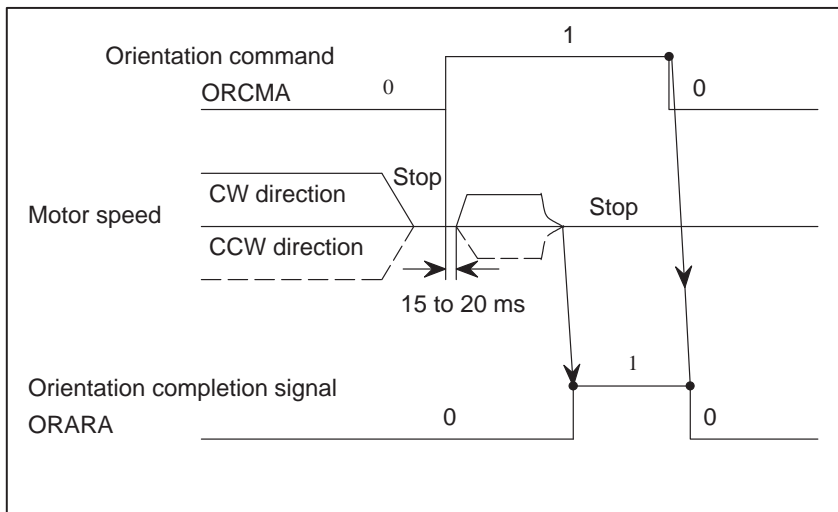 Orientation command
1
ORCMA
0
0
CW direction
Stop
Motor speed
Stop
CCW direction
15 to 20 ms
Orientation completion signal
1
ORARA
0
0